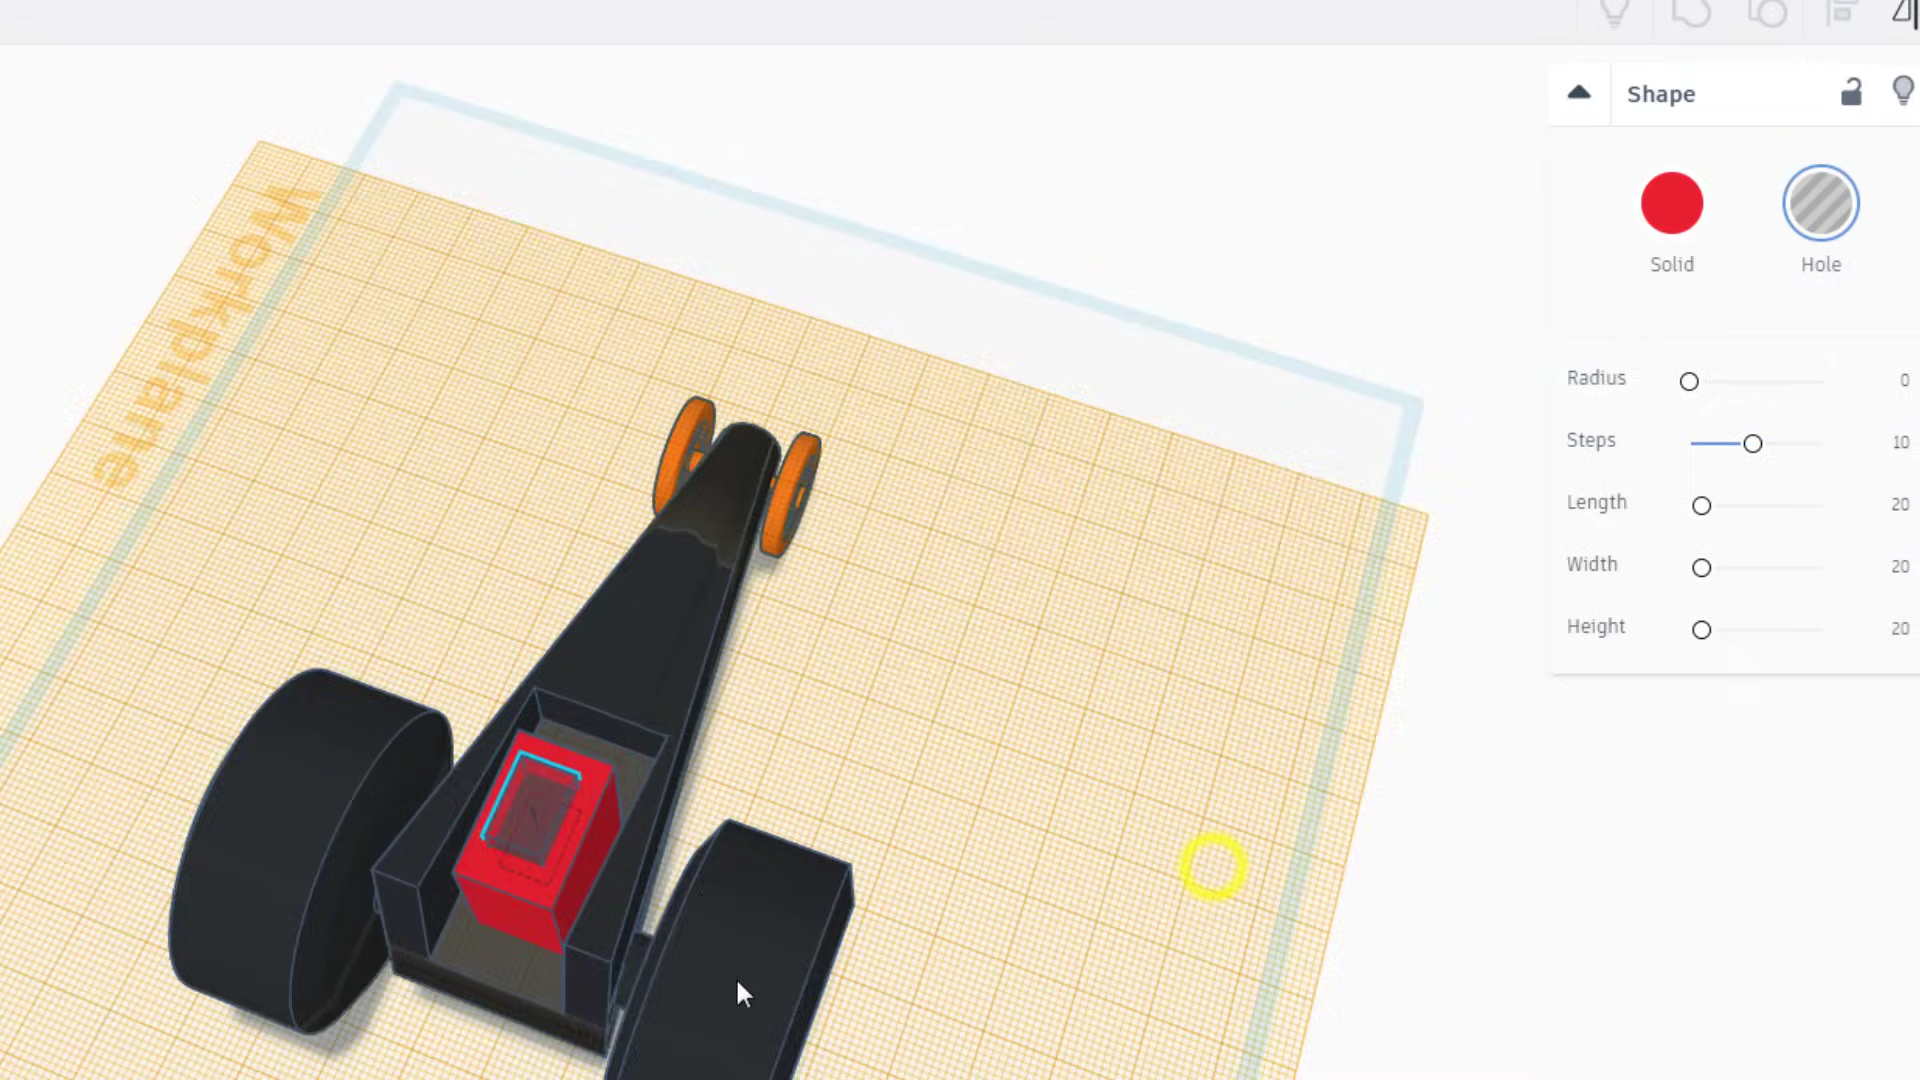 Shape
Solid
Hole
Radius 0
Steps 10
Length 20
Width 20
Height 20
Workplane